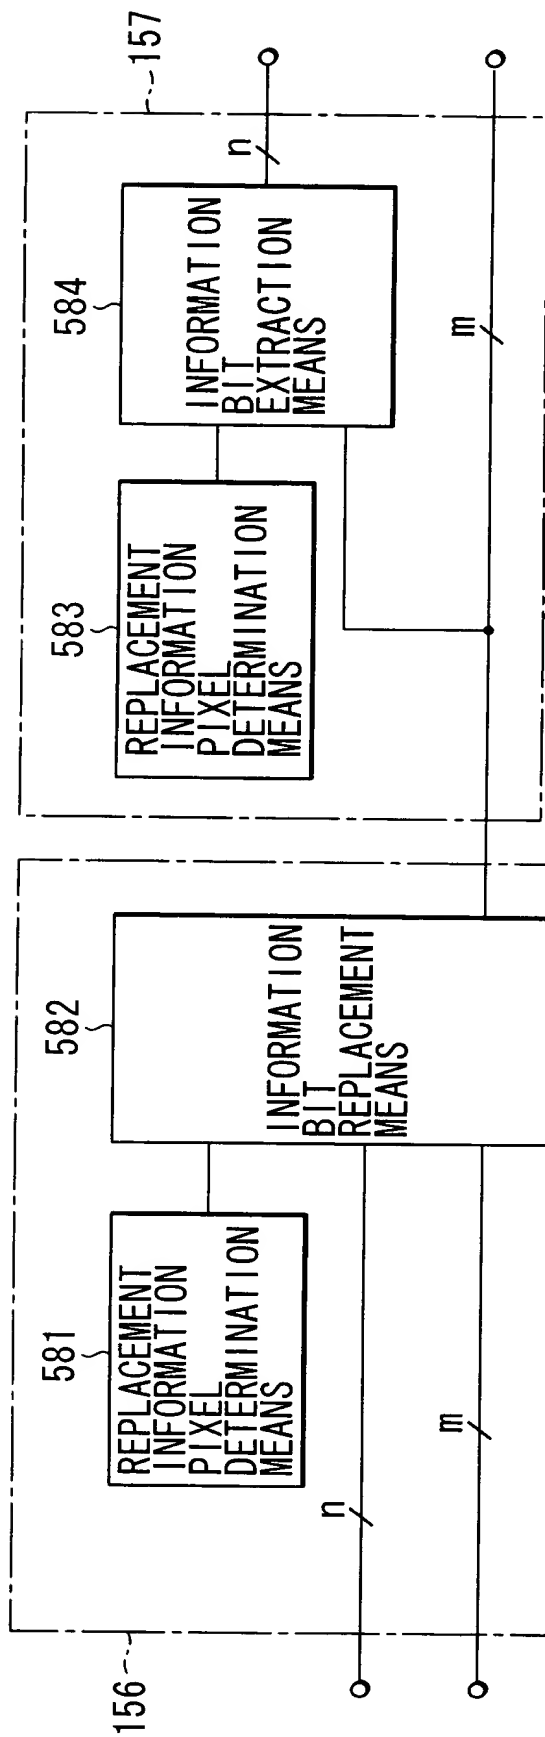 156
581
REPLACEMENT
INFORMATION
PIXEL
DETERMINATION
MEANS
n
m
582
INFORMATION
BIT
REPLACEMENT
MEANS
583
REPLACEMENT
INFORMATION
PIXEL
DETERMINATION
MEANS
584
INFORMATION
BIT
EXTRACTION
MEANS
n
m
157